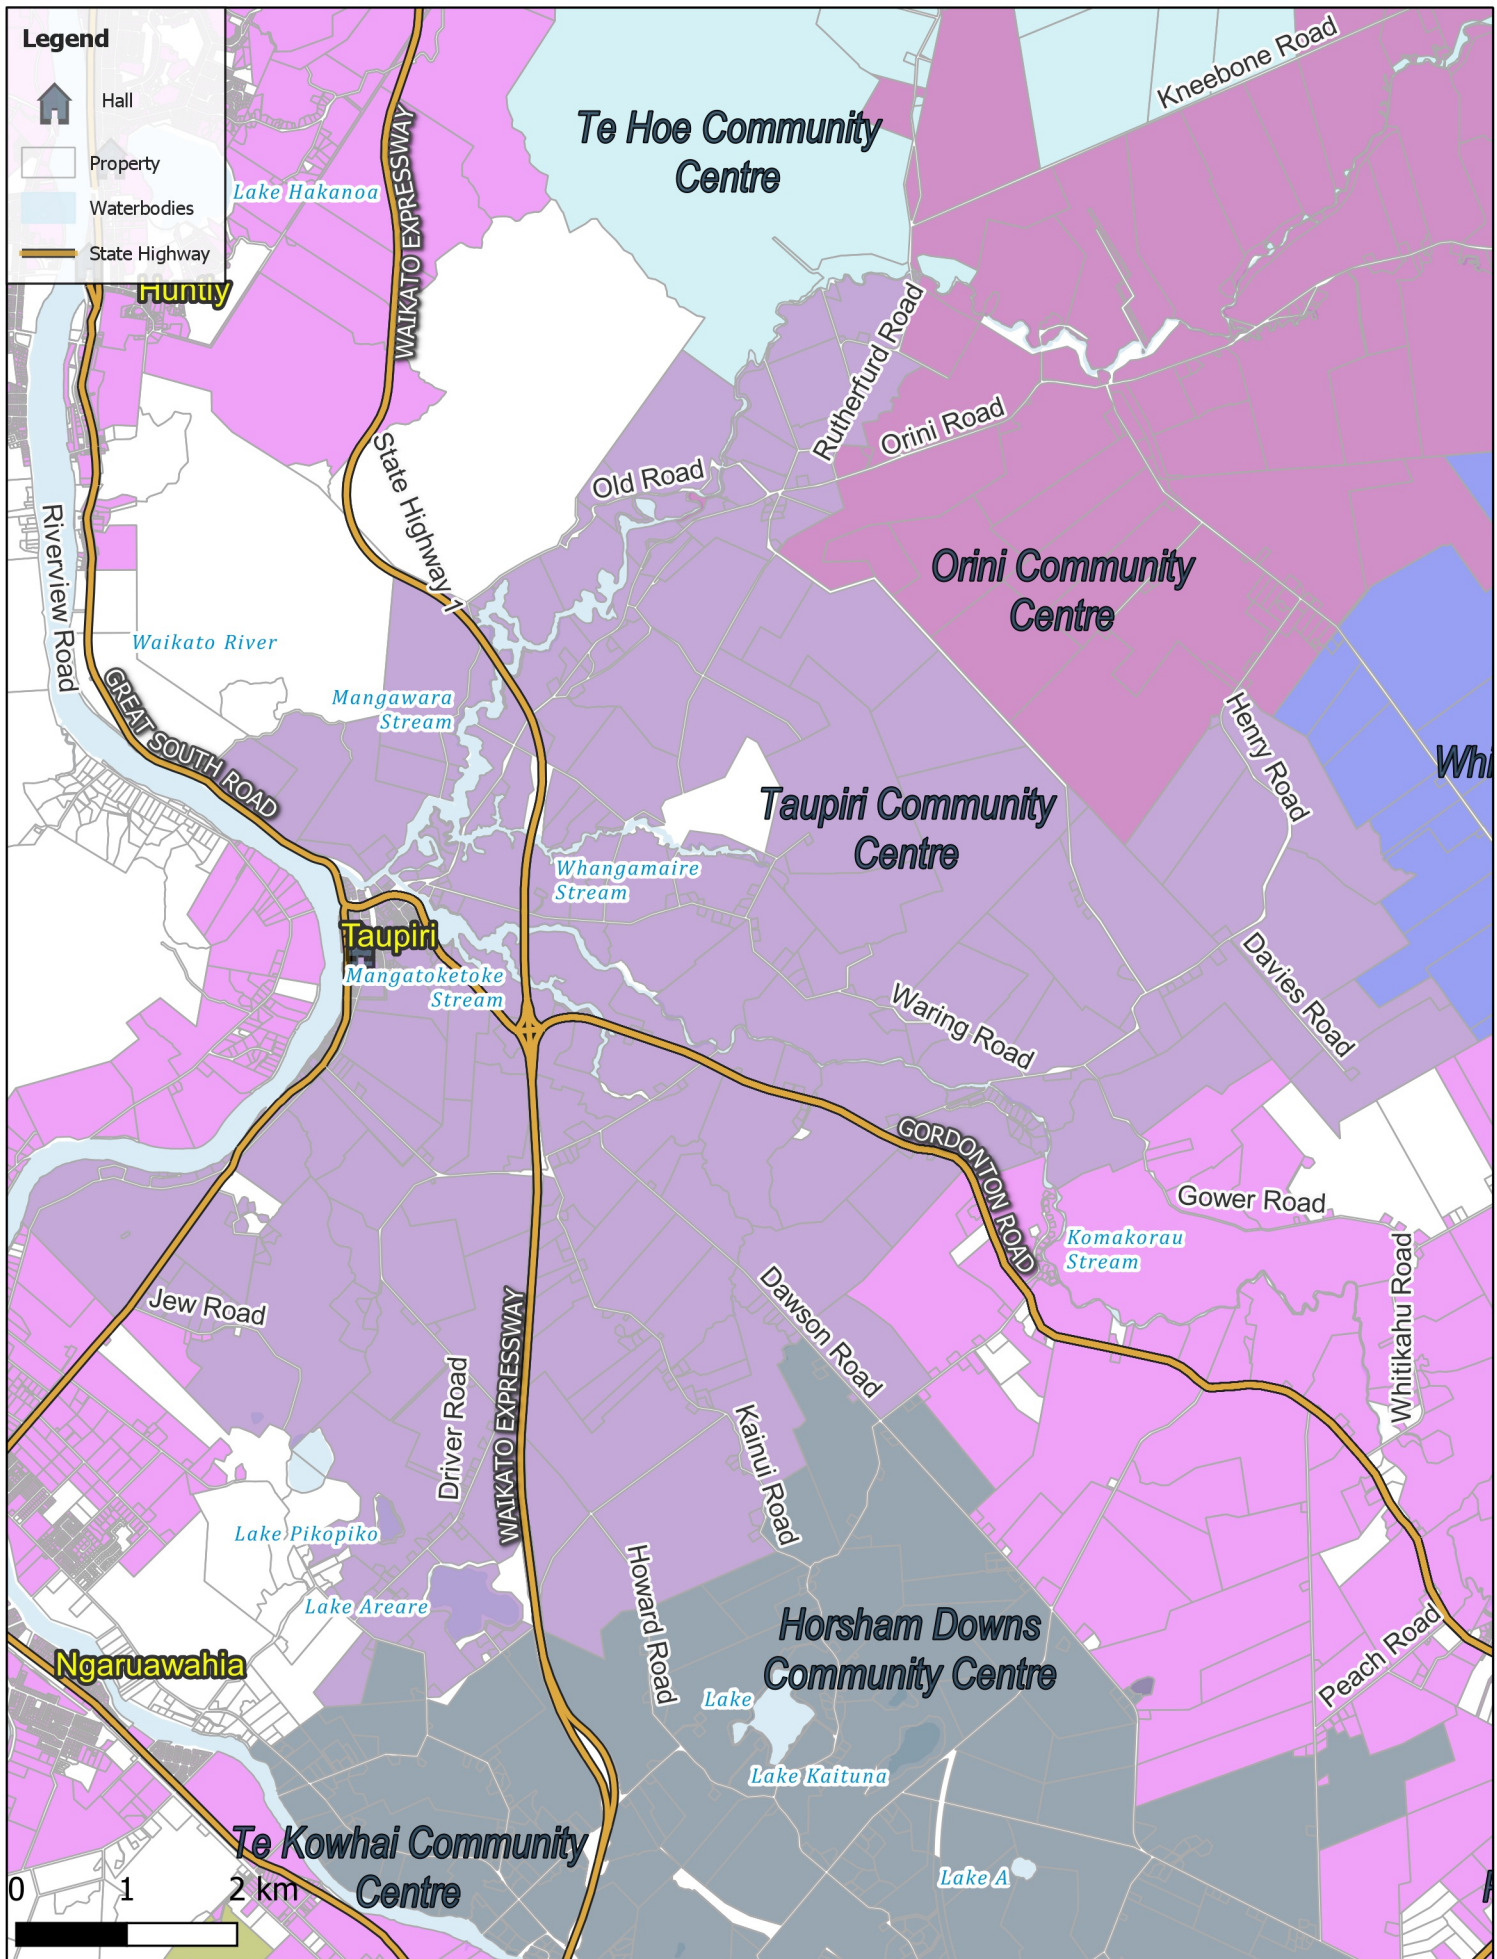 Legend
Hall
Property
Waterbodies
State Highway
Kneebone Road
Te Hoe Community
Centre
Lake Hakanoa
WAIKATO EXPRESSWAY
Huntly
Rutherfurd Road
Orini Road
Old Road
State Highway 1
Riverview Road
Orini Community
Centre
Waikato River
Mangawara
Stream
GREAT SOUTH ROAD
Henry Road
Whi
Taupiri Community
Centre
Whangamaire
Stream
Taupiri
Mangatoketoke
Stream
Davies Road
Waring Road
GORDONTON ROAD
Gower Road
Komakorau
Stream
Whitikahu Road
Jew Road
Dawson Road
WAIKATO EXPRESSWAY
Driver Road
Kainui Road
Lake Pikopiko
Howard Road
Lake Areare
Horsham Downs
Community Centre
Peach Road
Ngaruawahia
Lake
Lake Kaituna
Te Kowhai Community
Centre
Lake A
0 1 2 km